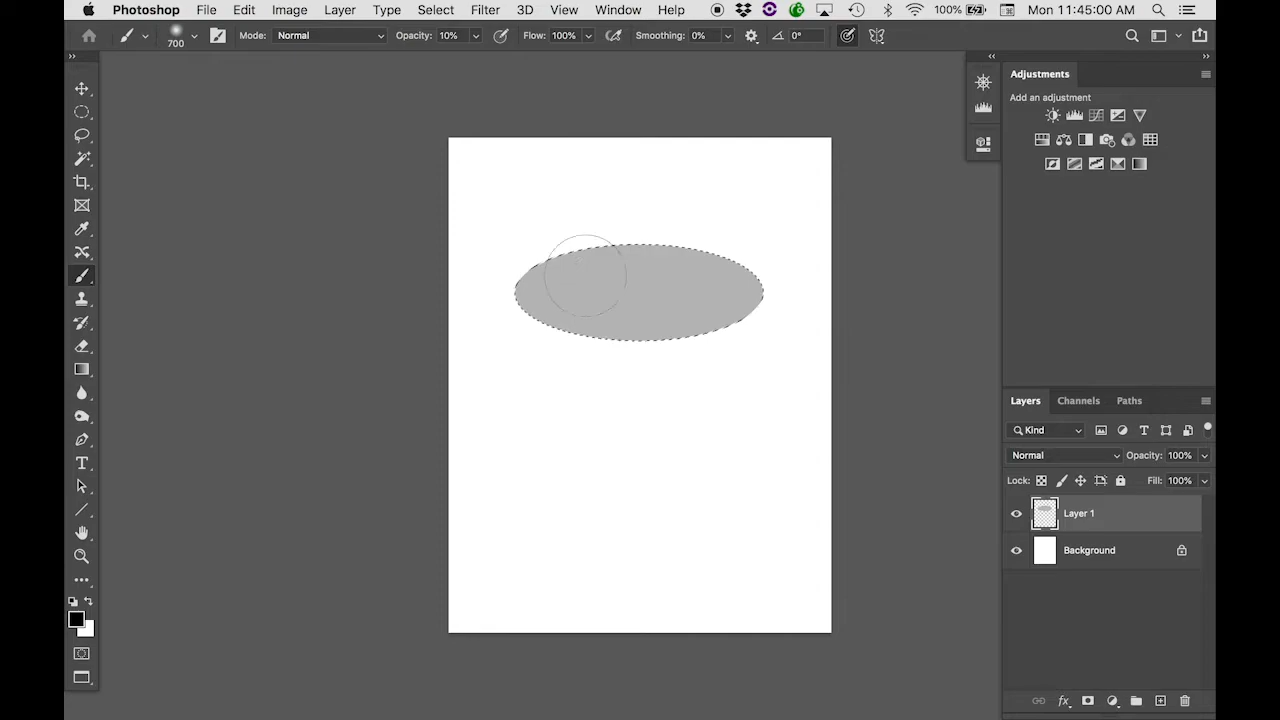 Photoshop File Edit Image Layer Type Select Filter 3D View Window Help 100% Mon 11:45:00 AM
700 Mode: Normal Opacity: 10% Flow: 100% Smoothing: 0% 0°
Adjustments
Add an adjustment
Layers Channels Paths
Kind
Normal Opacity: 100%
Lock: Fill: 100%
Layer 1
Background
fx